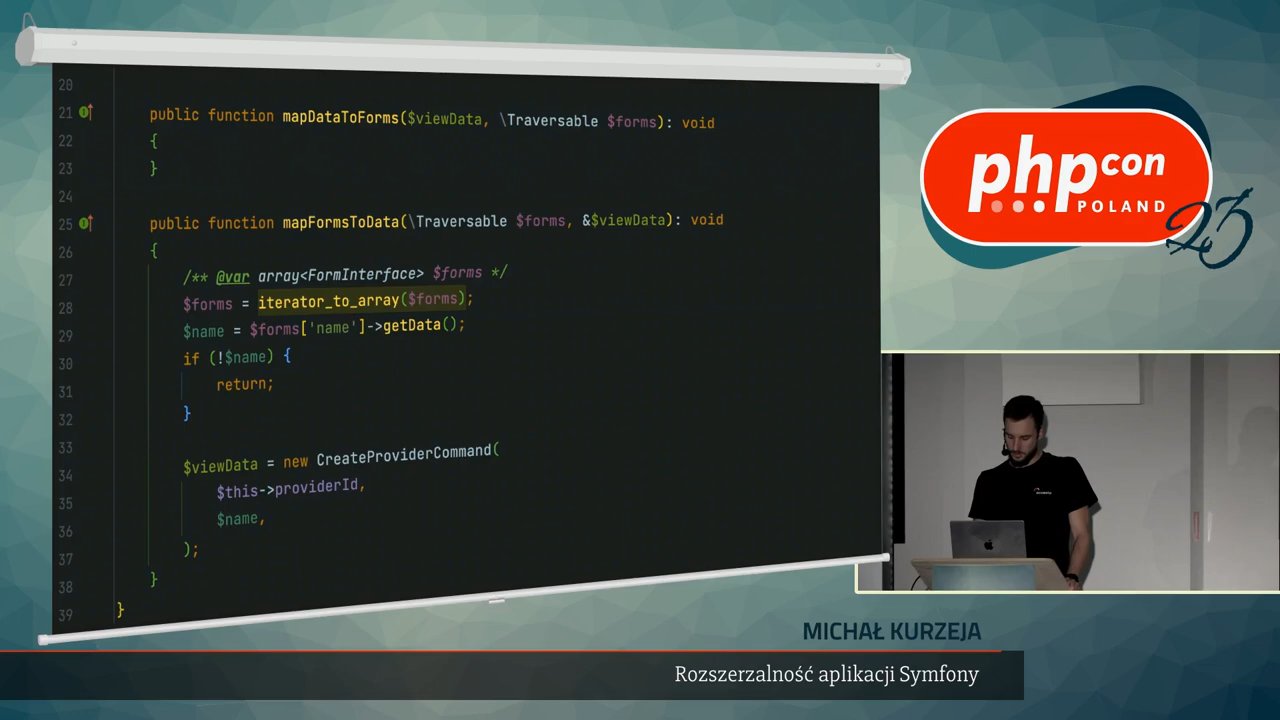 20
21 public function mapDataToForms($viewData, \Traversable $forms): void
22 {
23 }
24
25 public function mapFormsToData(\Traversable $forms, &$viewData): void
26 {
27 /** @var array<FormInterface> $forms */
28 $forms = iterator_to_array($forms);
29 $name = $forms['name']->getData();
30 if (!$name) {
31 return;
32 }
33
34 $viewData = new CreateProviderCommand(
35 $this->providerId,
36 $name,
37 );
38 }
39 }
phpcon
POLAND
23
MICHAŁ KURZEJA
Rozszerzalność aplikacji Symfony